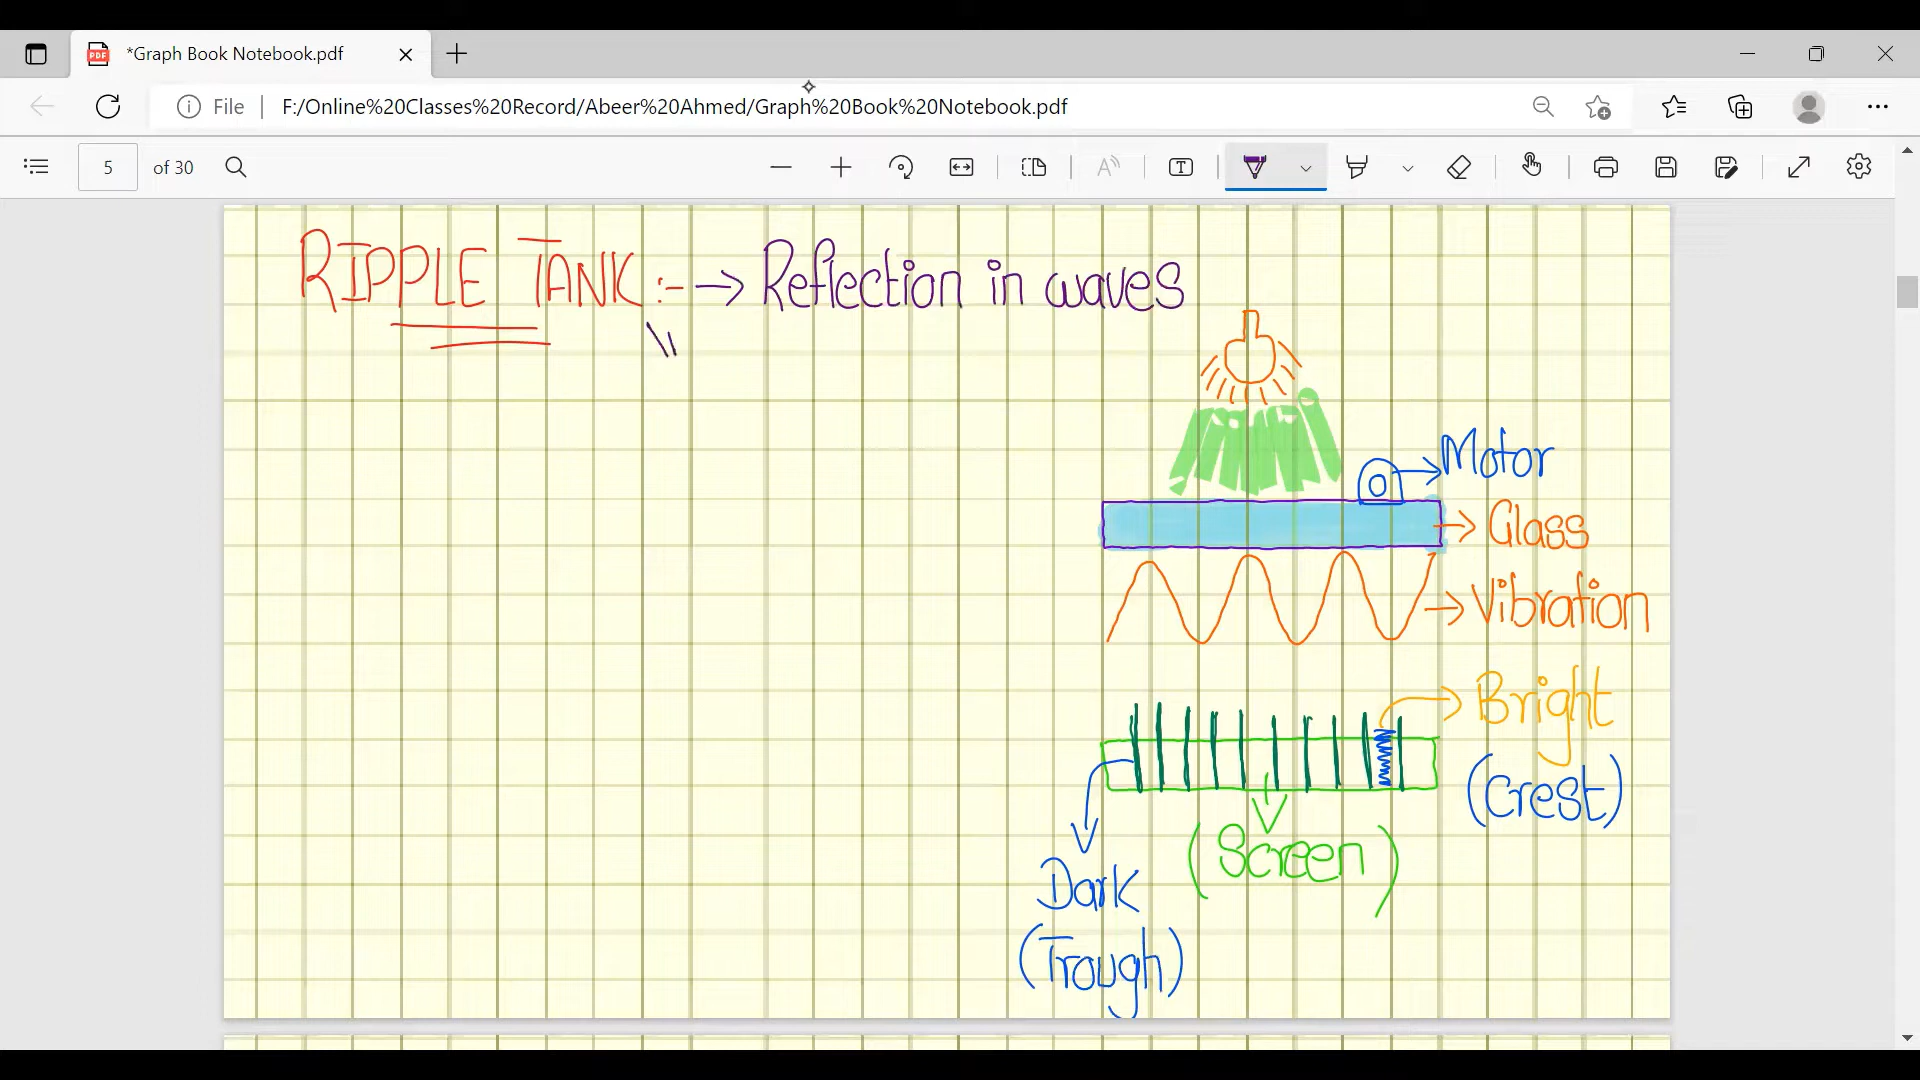 *Graph Book Notebook.pdf
File F:/Online%20Classes%20Record/Abeer%20Ahmed/Graph%20Book%20Notebook.pdf
5 of 30
RIPPLE TANK :- → Reflection in waves
Motor
Glass
Vibration
Bright
(Crest)
(Screen)
Dark
(Trough)